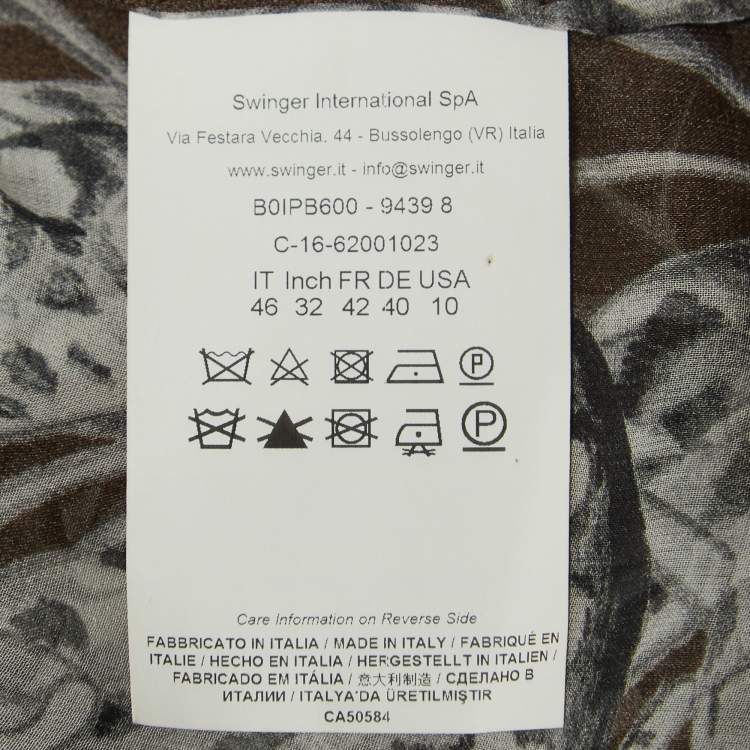 Swinger International SpA
Via Festara Vecchia, 44 - Bussolengo (VR) Italia
www.swinger.it - info@swinger.it
B0IPB600 - 9439 8
C-16-62001023
IT Inch FR DE USA
46 32 42 40 10
P
P
Care Information on Reverse Side
FABBRICATO IN ITALIA / MADE IN ITALY / FABRIQUÉ EN
ITALIE / HECHO EN ITALIA / HERGESTELLT IN ITALIEN /
FABRICADO EM ITÁLIA / 意大利制造 / СДЕЛАНО В
ИТАЛИИ / ITALYA'DA ÜRETILMIŞTIR
CA50584